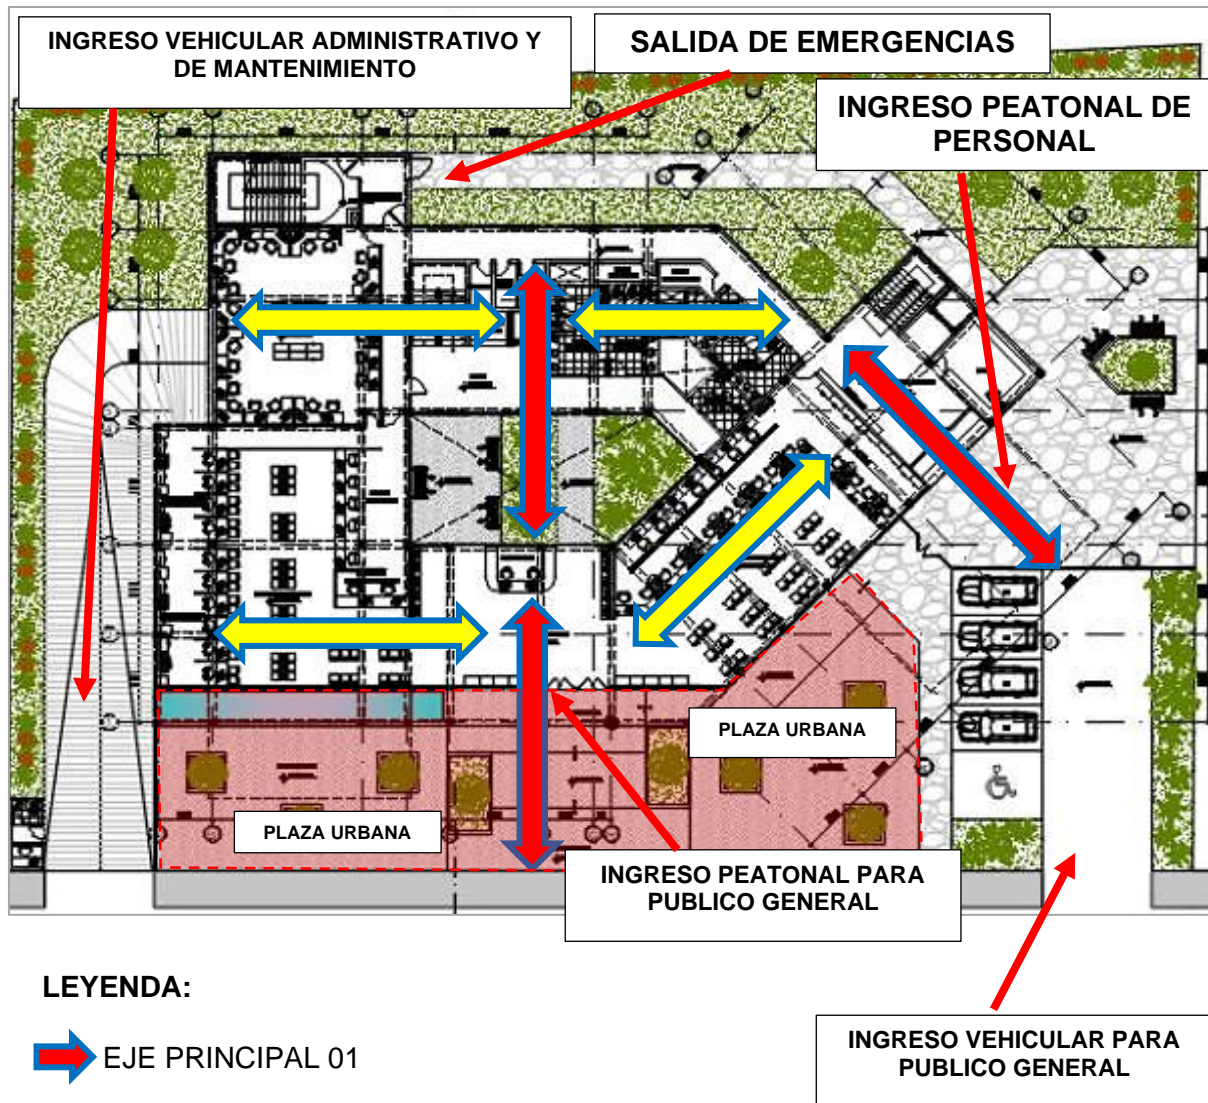 INGRESO VEHICULAR ADMINISTRATIVO Y
DE MANTENIMIENTO
SALIDA DE EMERGENCIAS
INGRESO PEATONAL DE
PERSONAL
PLAZA URBANA
PLAZA URBANA
INGRESO PEATONAL PARA
PUBLICO GENERAL
LEYENDA:
EJE PRINCIPAL 01
INGRESO VEHICULAR PARA
PUBLICO GENERAL